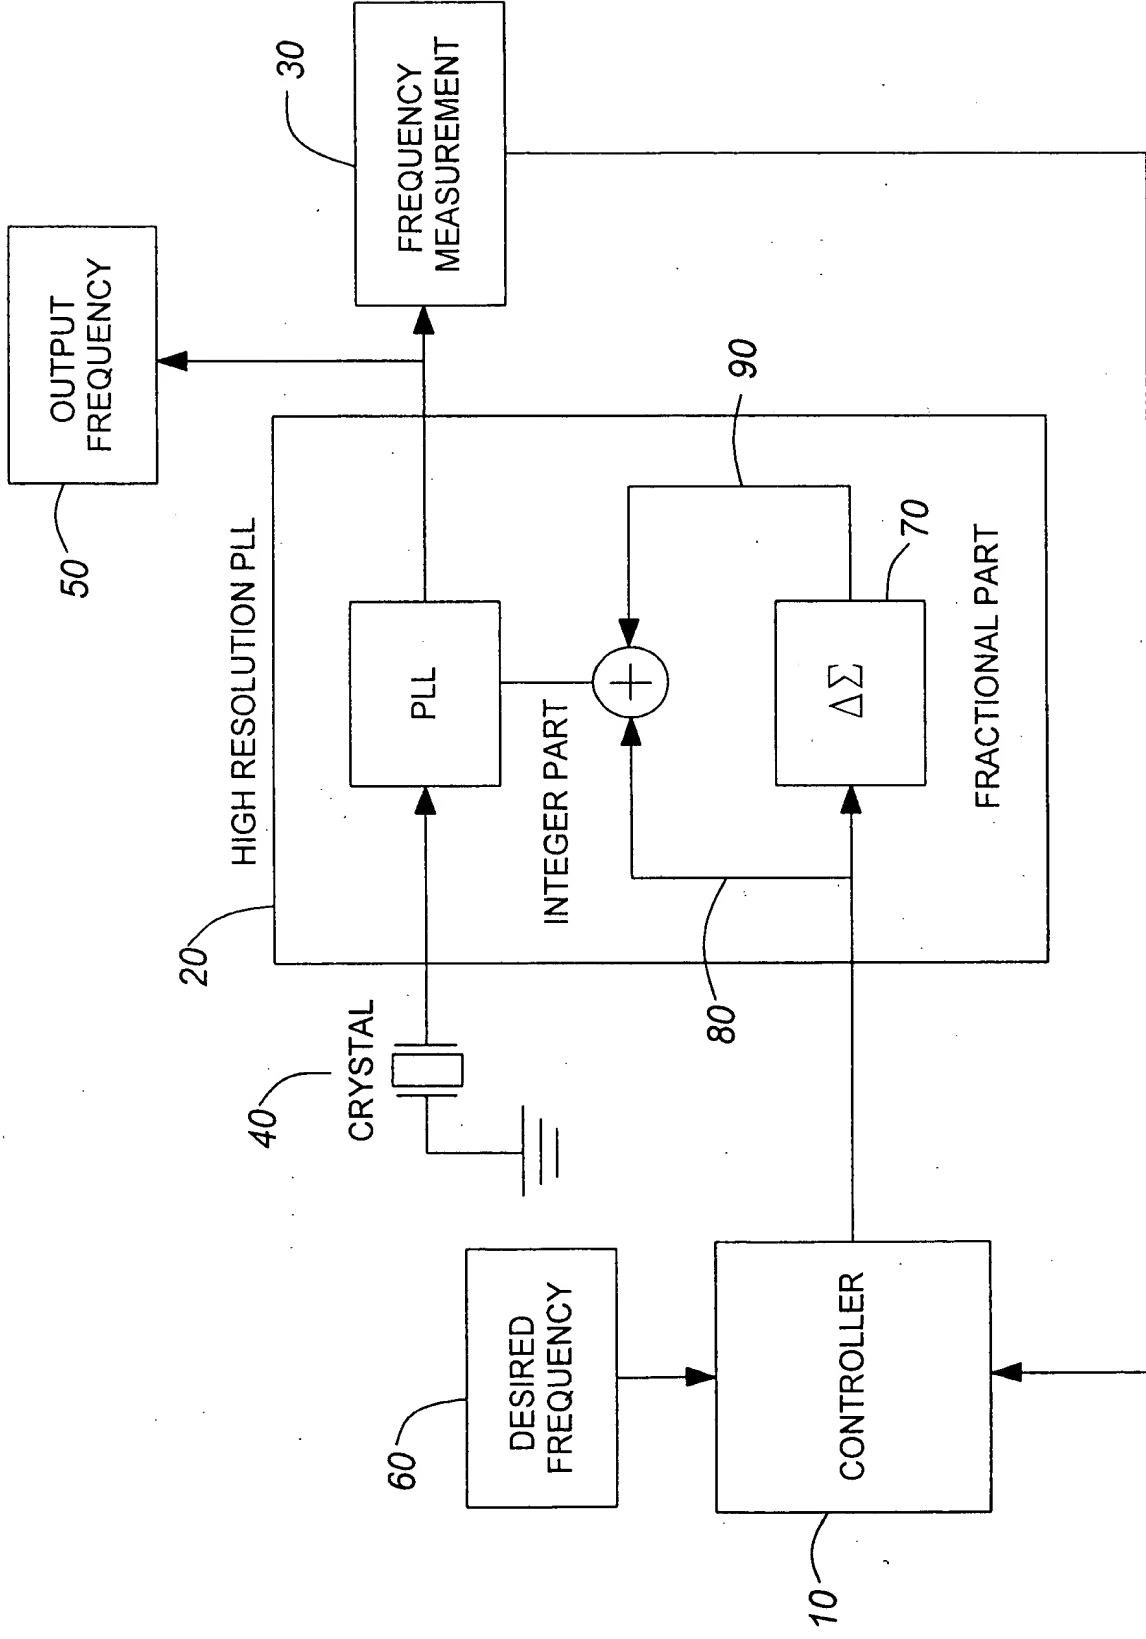 50
OUTPUT
FREQUENCY
30
FREQUENCY
MEASUREMENT
20
HIGH RESOLUTION PLL
PLL
40
CRYSTAL
INTEGER PART
+
80
90
ΔΣ
70
FRACTIONAL PART
60
DESIRED
FREQUENCY
CONTROLLER
10